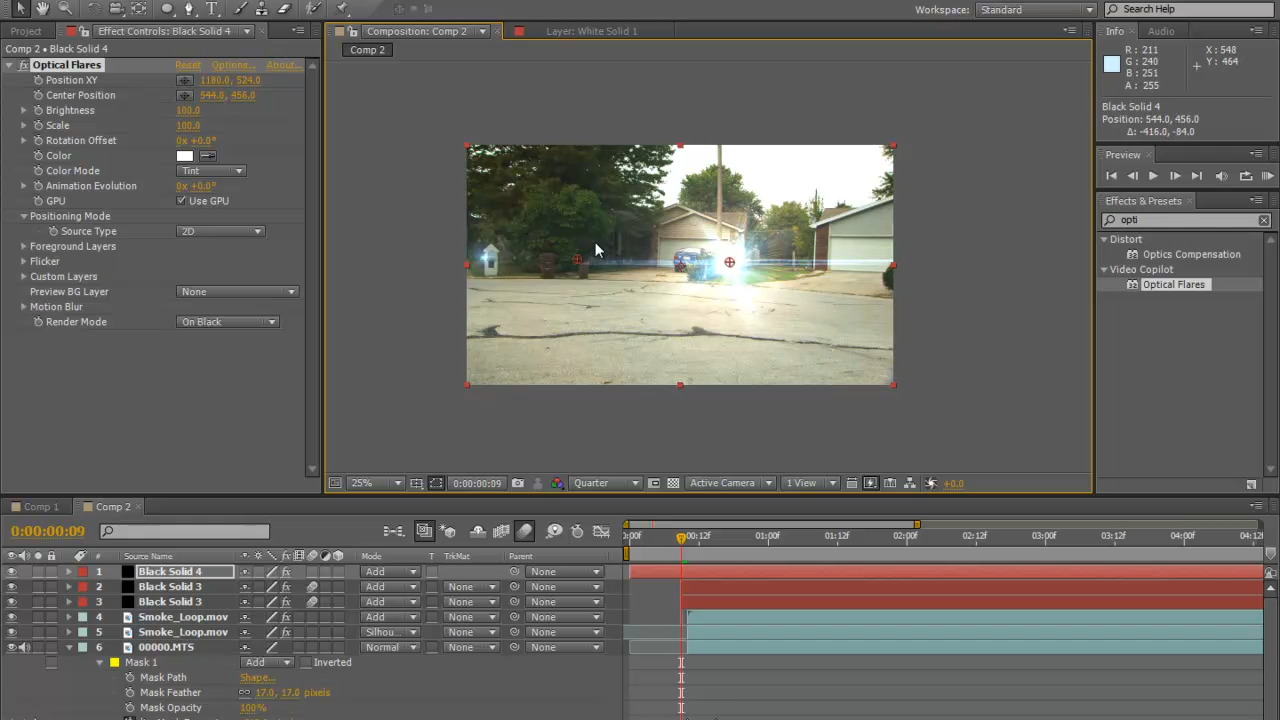 Workspace: Standard Search Help
Project Effect Controls: Black Solid 4 Composition: Comp 2 Layer: White Solid 1 Info Audio
Comp 2 • Black Solid 4 Comp 2
fx Optical Flares Reset Options... About...
Position XY 1180.0, 524.0
Center Position 544.0, 456.0
Brightness 100.0
Scale 100.0
Rotation Offset 0x +0.0°
Color
Color Mode Tint
Animation Evolution 0x +0.0°
GPU Use GPU
Positioning Mode
Source Type 2D
Foreground Layers
Flicker
Custom Layers
Preview BG Layer None
Motion Blur
Render Mode On Black
R: 211 X: 548
G: 240 Y: 464
B: 251
A: 255
Black Solid 4
Position: 544.0, 456.0
Δ: -416.0, -84.0
Preview
Effects & Presets
opti
Distort
Optics Compensation
Video Copilot
Optical Flares
25% 0:00:00:09 Quarter Active Camera 1 View +0.0
Comp 1 Comp 2
0:00:00:09 00f 00:12f 01:00f 01:12f 02:00f 02:12f 03:00f 03:12f 04:00f 04:12f
# Source Name fx Mode T TrkMat Parent
1 Black Solid 4 fx Add None
2 Black Solid 3 fx Add None None
3 Black Solid 3 fx Add None None
4 Smoke_Loop.mov fx Add None None
5 Smoke_Loop.mov fx Silhou... None None
6 00000.MTS Normal None None
Mask 1 Add Inverted
Mask Path Shape...
Mask Feather 17.0, 17.0 pixels
Mask Opacity 100%